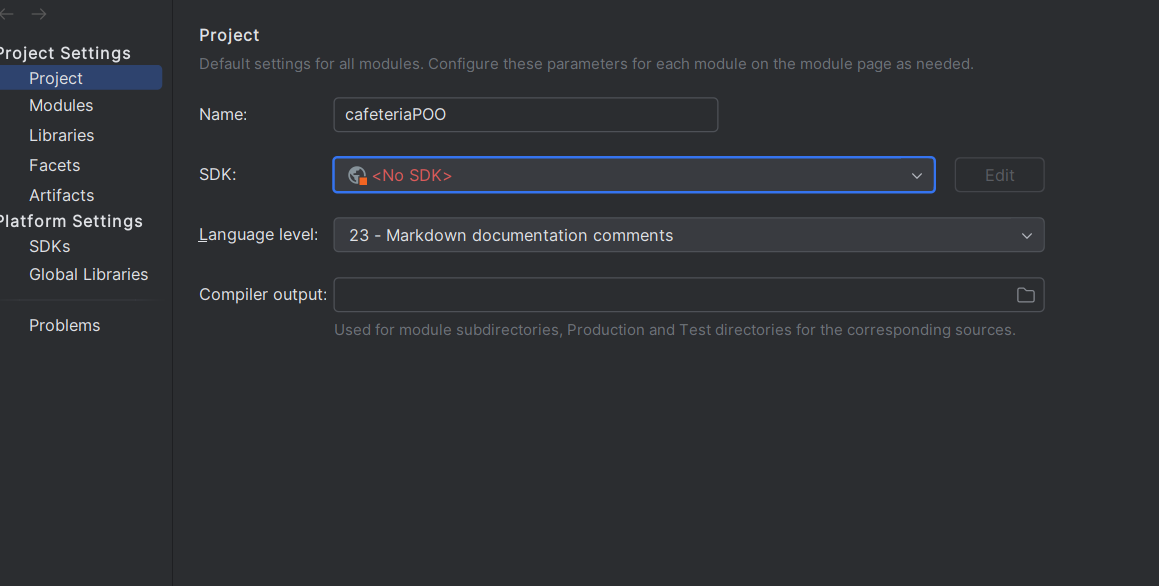 Project Settings
Project
Modules
Libraries
Facets
Artifacts
Platform Settings
SDKs
Global Libraries
Problems
Project
Default settings for all modules. Configure these parameters for each module on the module page as needed.
Name: cafeteriaPOO
SDK: <No SDK> Edit
Language level: 23 - Markdown documentation comments
Compiler output:
Used for module subdirectories, Production and Test directories for the corresponding sources.